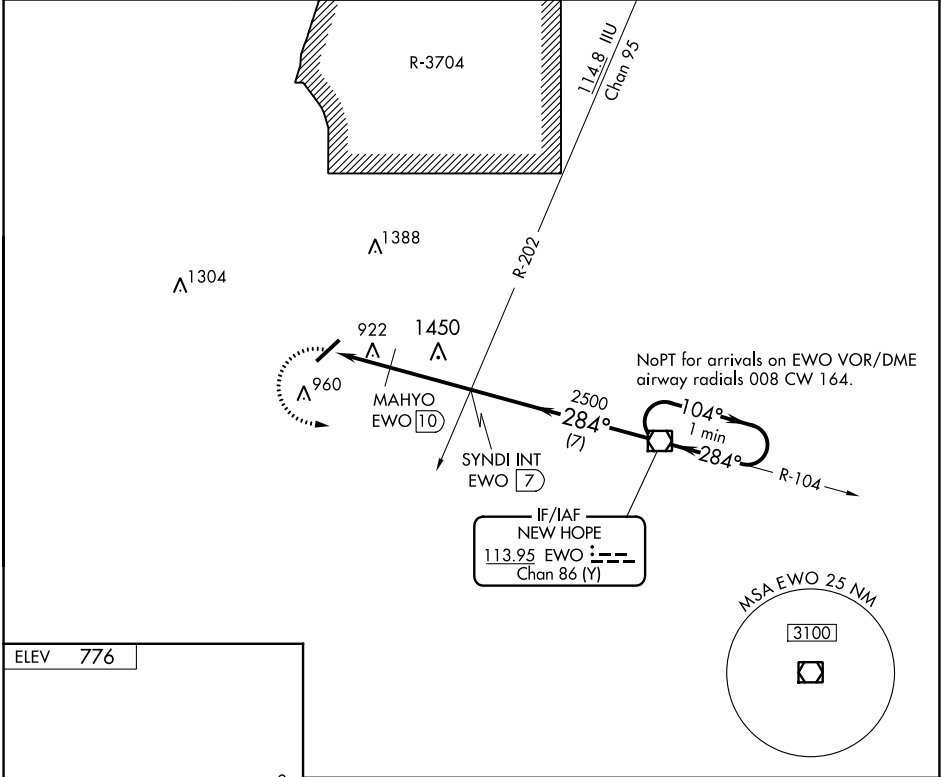 R-3704
114.8 IIU
Chan 95
R-202
1388
1304
922
1450
960
MAHYO
EWO 10
SYNDI INT
EWO 7
2500
284°
(7)
NoPT for arrivals on EWO VOR/DME
airway radials 008 CW 164.
104°
1 min
284°
R-104
IF/IAF
NEW HOPE
113.95 EWO
Chan 86 (Y)
MSA EWO 25 NM
3100
ELEV 776